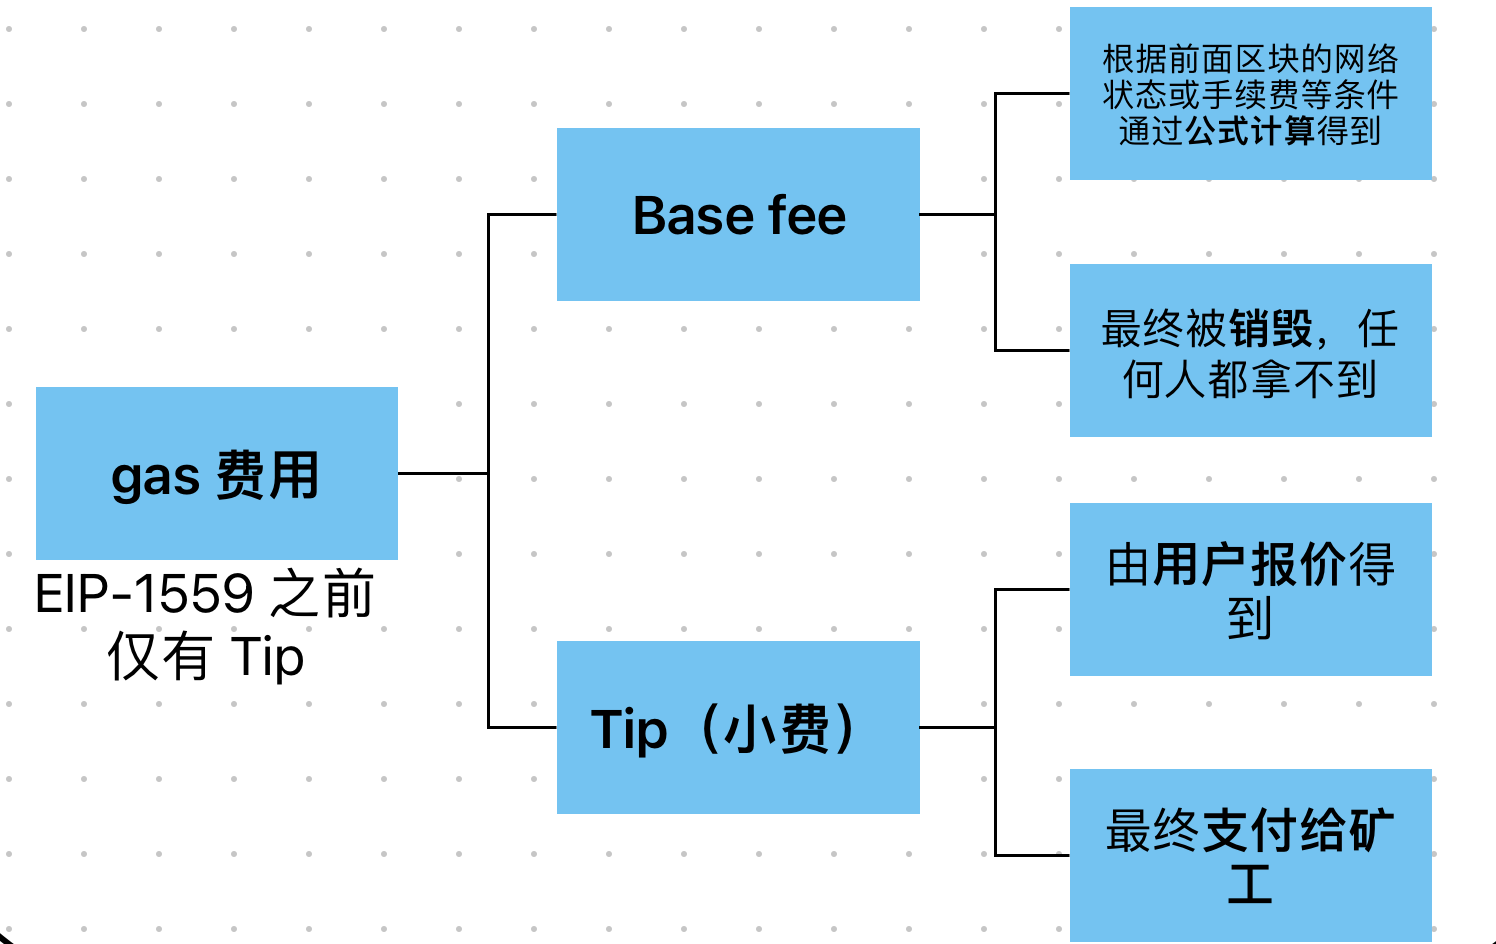 gas 费用
EIP-1559 之前
仅有 Tip
Base fee
根据前面区块的网络
状态或手续费等条件
通过公式计算得到
最终被销毁，任
何人都拿不到
Tip（小费）
由用户报价得
到
最终支付给矿
工